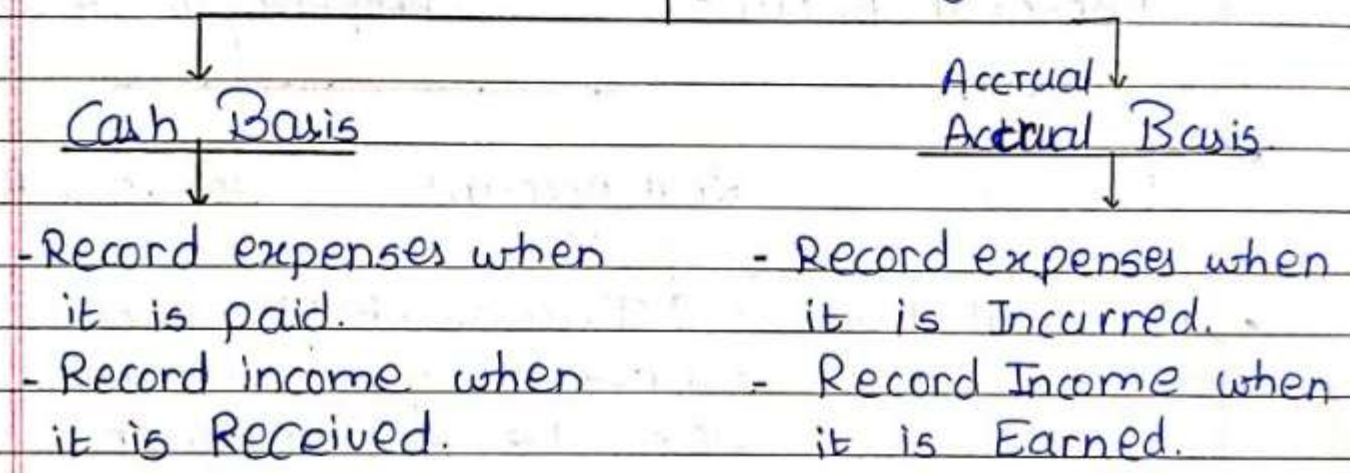 Cash Basis
- Record expenses when
it is paid.
- Record income when
it is Received.
Accrual
Accrual Basis.
- Record expenses when
it is Incurred.
- Record Income when
it is Earned.